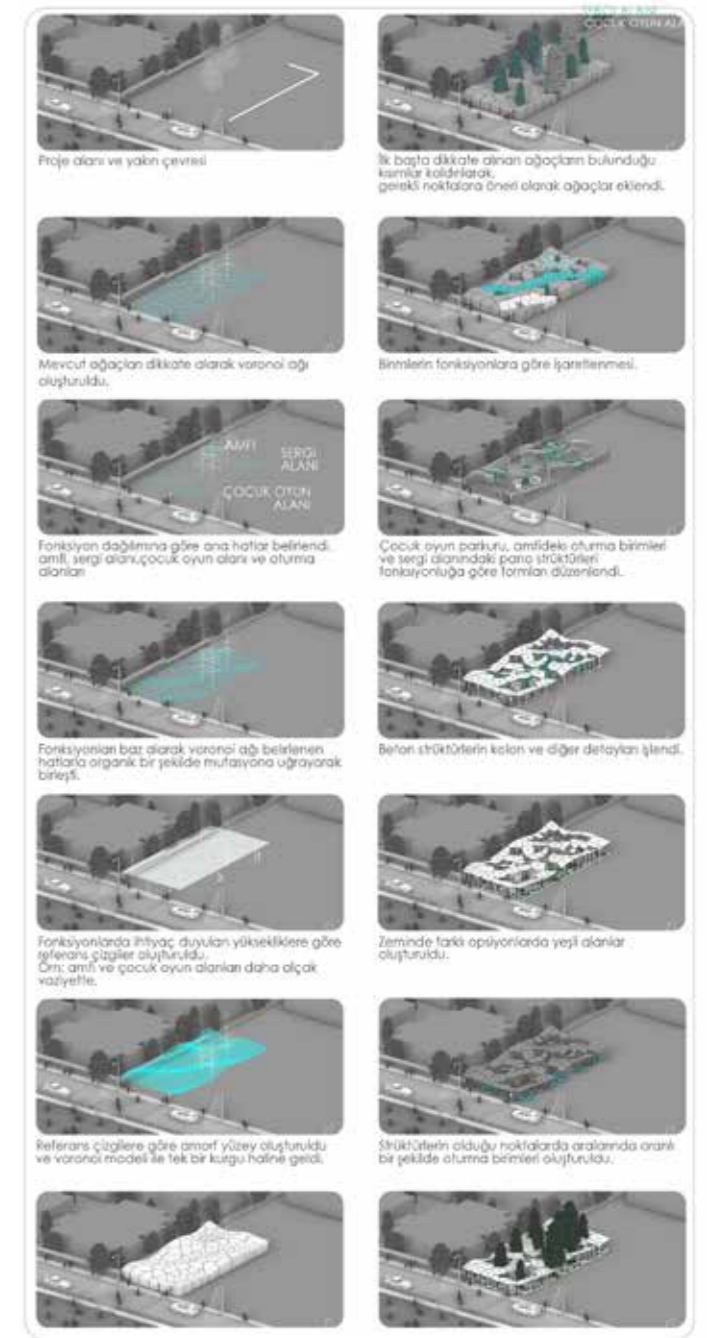 ÇOCUK OYUN ALA
Proje alanı ve yakın çevresi
Mevcut ağaçları dikkate alarak voronoi ağı
oluşturuldu.
AMFİ
SERGİ
ALANI
ÇOCUK OYUN
ALANI
Fonksiyon dağılımına göre ana hatlar belirlendi.
amfi, sergi alanı,çocuk oyun alanı ve oturma
alanları
Fonksiyonları baz alarak voronoi ağı belirlenen
hatlarla organik bir şekilde mutasyona uğrayarak
birleşti.
Fonksiyonlarda ihtiyaç duyulan yüksekliklere göre
referans çizgiler oluşturuldu.
Örn: amfi ve çocuk oyun alanları daha alçak
vaziyette.
Referans çizgilere göre amorf yüzey oluşturuldu
ve voronoi modeli ile tek bir kurgu haline geldi.
İlk başta dikkate alınan ağaçların bulunduğu
kısımlar kaldırılarak,
gerekli noktalara öneri olarak ağaçlar eklendi.
Birimlerin fonksiyonlara göre işaretlenmesi.
Çocuk oyun parkuru, amfideki oturma birimleri
ve sergi alanındaki pano strüktürleri
fonksiyonluğa göre formları düzenlendi.
Beton strüktürlerin kolon ve diğer detayları işlendi.
Zeminde farklı opsiyonlarda yeşil alanlar
oluşturuldu.
Strüktürlerin olduğu noktalarda aralarında oranlı
bir şekilde oturma birimleri oluşturuldu.